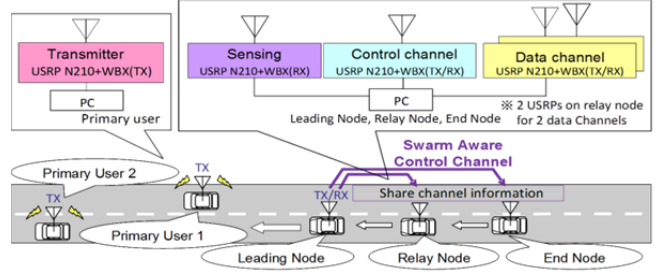 Transmitter
USRP N210+WBX(TX)
PC
Primary user
Sensing
USRP N210+WBX(RX)
Control channel
USRP N210+WBX(TX/RX)
Data channel
USRP N210+WBX(TX/RX)
PC
Leading Node, Relay Node, End Node
※ 2 USRPs on relay node
for 2 data Channels
Swarm Aware
Control Channel
Primary User 2
TX
TX
TX/RX
Share channel information
Primary User 1
Leading Node
Relay Node
End Node